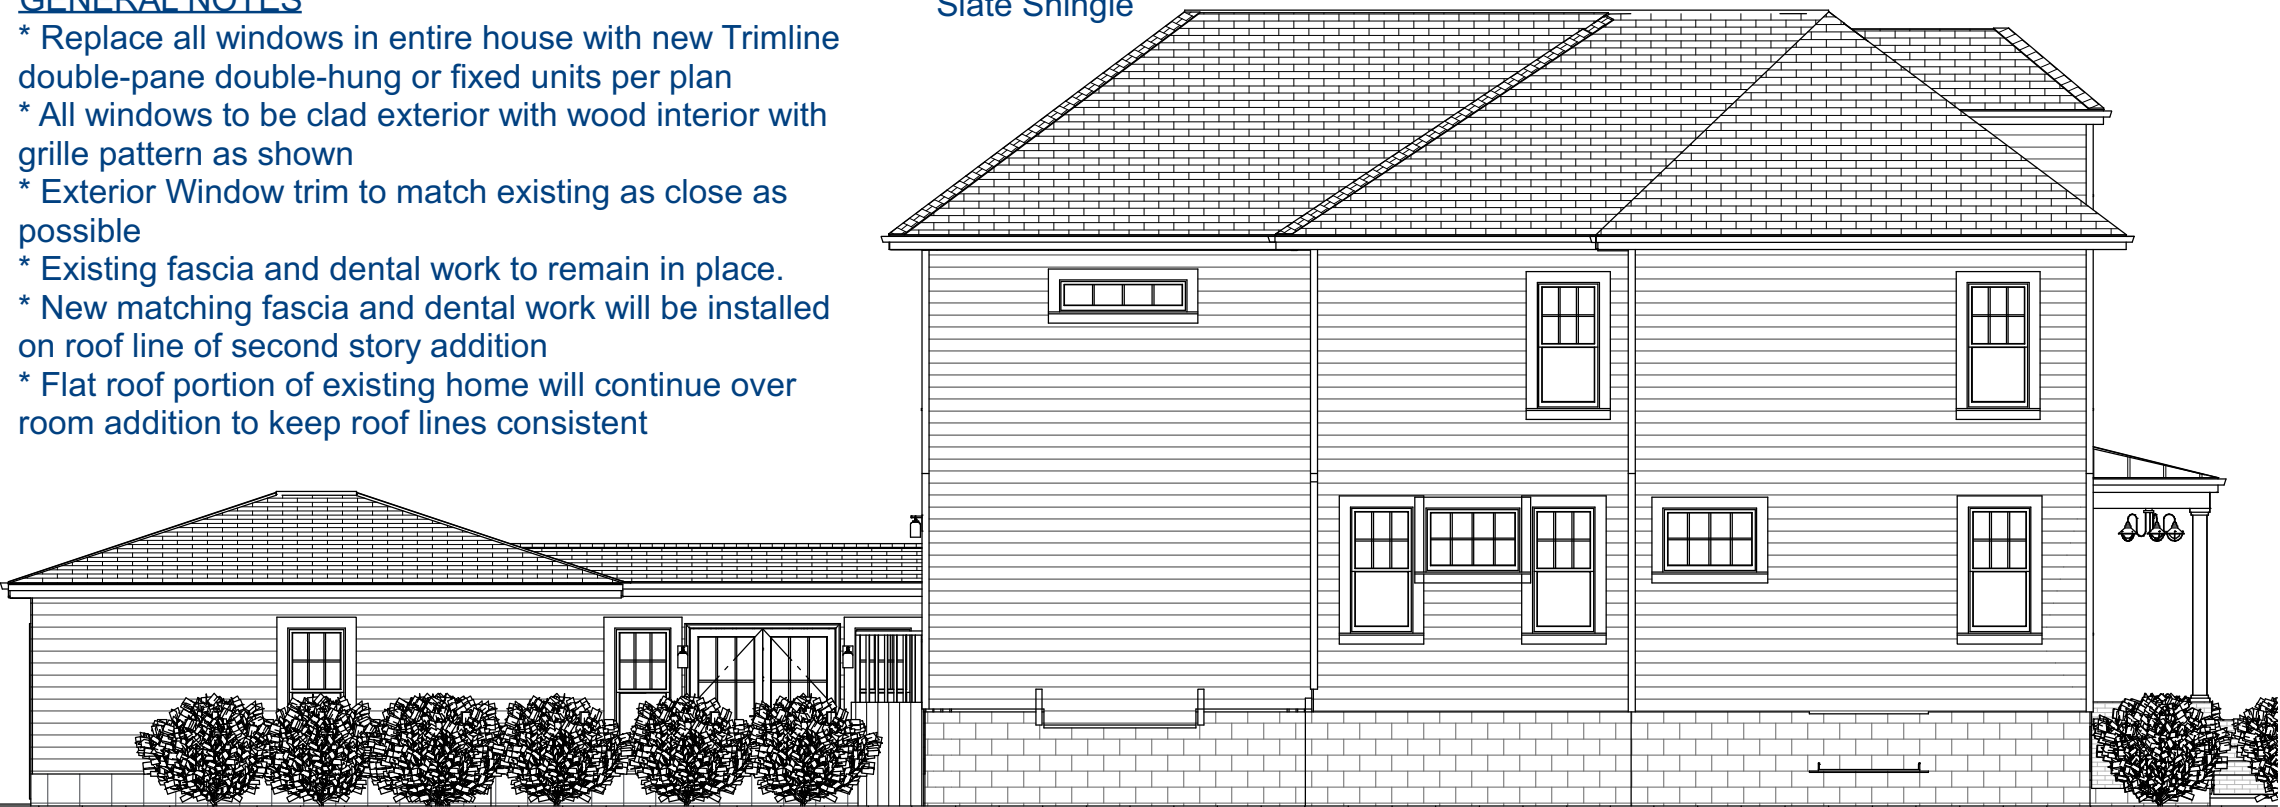 GENERAL NOTES
* Replace all windows in entire house with new Trimline
double-pane double-hung or fixed units per plan
* All windows to be clad exterior with wood interior with
grille pattern as shown
* Exterior Window trim to match existing as close as
possible
* Existing fascia and dental work to remain in place.
* New matching fascia and dental work will be installed
on roof line of second story addition
* Flat roof portion of existing home will continue over
room addition to keep roof lines consistent
Slate Shingle